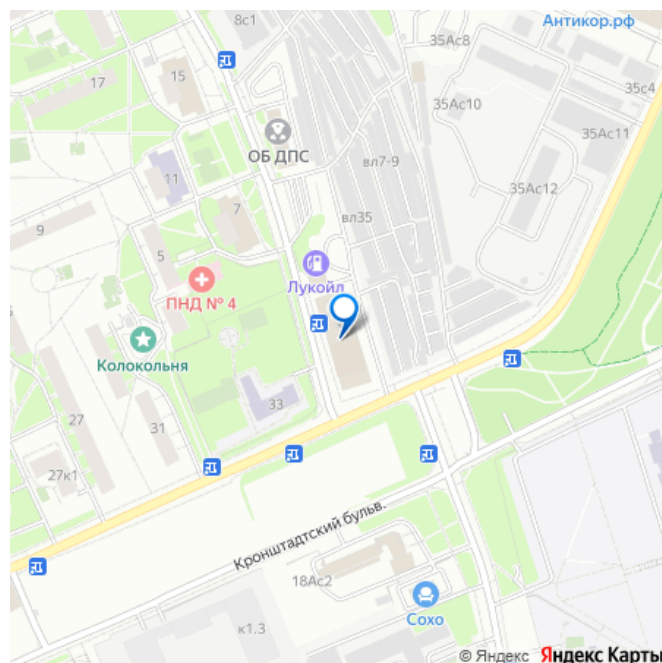 8с1
Антикор.рф
35Ас8
17
15
35с4
35Ас10
35Ас11
ОБ ДПС
вл7-9
11
35Ас12
7
вл35
9
5
Лукойл
ПНД № 4
Колокольня
33
27
31
27к1
Кронштадтский бульв.
18Ас2
Сохо
к1.3
© Яндекс Яндекс Карты